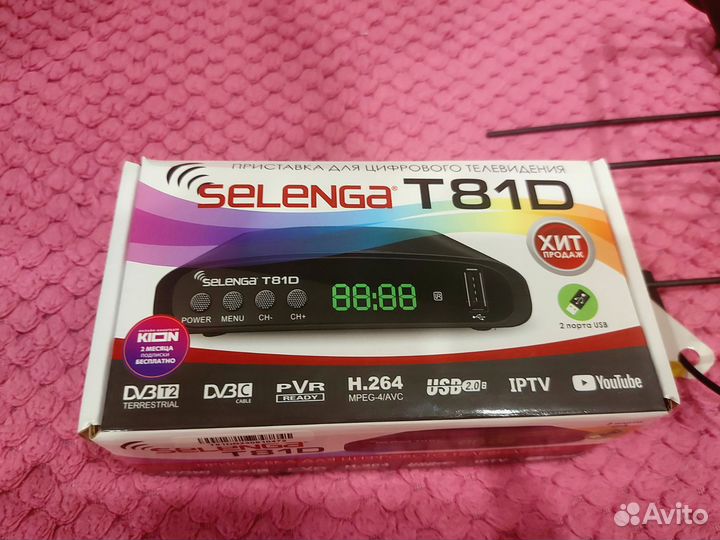 ПРИСТАВКА ДЛЯ ЦИФРОВОГО ТЕЛЕВИДЕНИЯ
SELENGA® T81D
ХИТ
ПРОДАЖ
SELENGA® T81D
88:88
POWER MENU CH- CH+
2 порта USB
KION
2 МЕСЯЦА
ПОДПИСКИ
БЕСПЛАТНО
DVB T2
TERRESTRIAL
DVB C
CABLE
PVR
READY
H.264
MPEG-4/AVC
USB 2.0
IPTV
YouTube
SELENGA
T81D
Avito